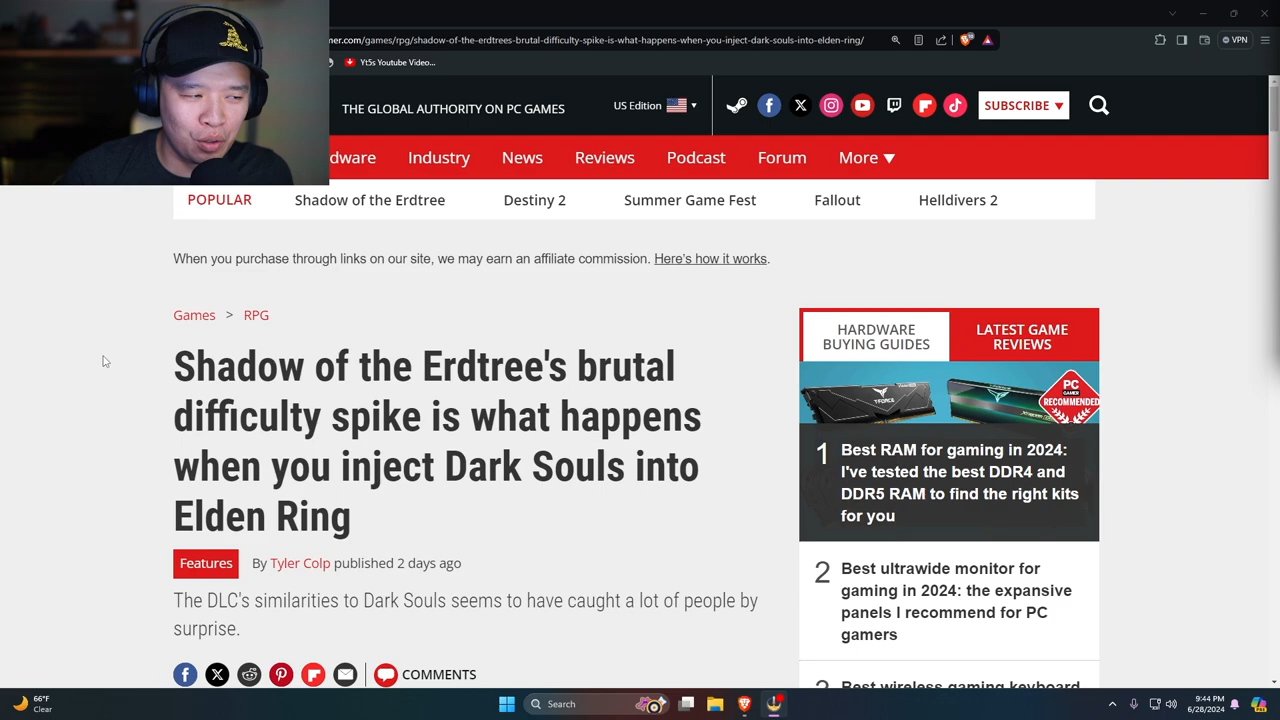 mer.com/games/rpg/shadow-of-the-erdtrees-brutal-difficulty-spike-is-what-happens-when-you-inject-dark-souls-into-elden-ring/
VPN
Yt5s Youtube Video...
THE GLOBAL AUTHORITY ON PC GAMES
US Edition
SUBSCRIBE
dware Industry News Reviews Podcast Forum More
POPULAR Shadow of the Erdtree Destiny 2 Summer Game Fest Fallout Helldivers 2
When you purchase through links on our site, we may earn an affiliate commission. Here's how it works.
Games > RPG
Shadow of the Erdtree's brutal
difficulty spike is what happens
when you inject Dark Souls into
Elden Ring
Features By Tyler Colp published 2 days ago
The DLC's similarities to Dark Souls seems to have caught a lot of people by
surprise.
COMMENTS
HARDWARE
BUYING GUIDES
LATEST GAME
REVIEWS
T-FORCE
PC
GAMER
RECOMMENDED
1 Best RAM for gaming in 2024:
I've tested the best DDR4 and
DDR5 RAM to find the right kits
for you
2 Best ultrawide monitor for
gaming in 2024: the expansive
panels I recommend for PC
gamers
Best wireless gaming keyboard
66°F
Clear
Search
9:44 PM
6/28/2024